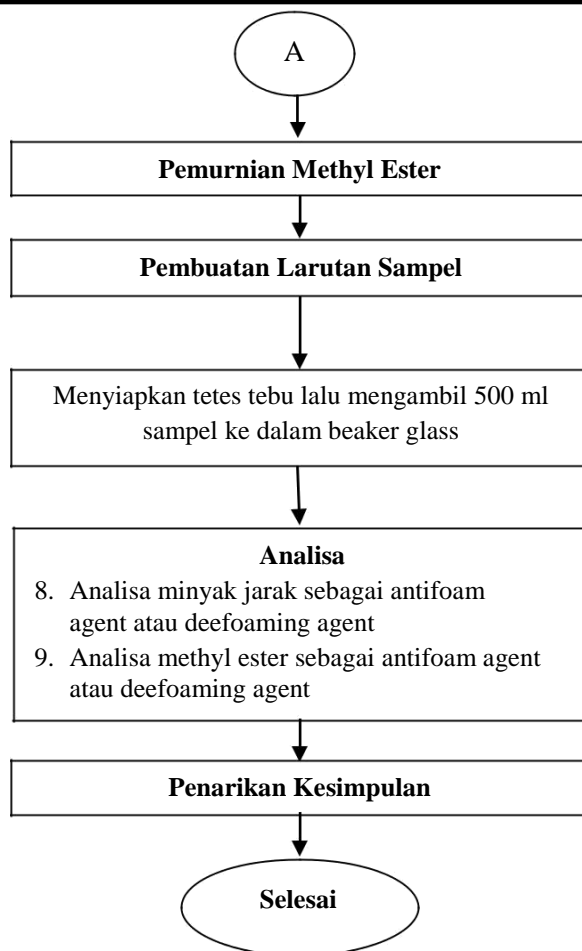 A
Pemurnian Methyl Ester
Pembuatan Larutan Sampel
Menyiapkan tetes tebu lalu mengambil 500 ml
sampel ke dalam beaker glass
Analisa
8. Analisa minyak jarak sebagai antifoam
agent atau deefoaming agent
9. Analisa methyl ester sebagai antifoam agent
atau deefoaming agent
Penarikan Kesimpulan
Selesai